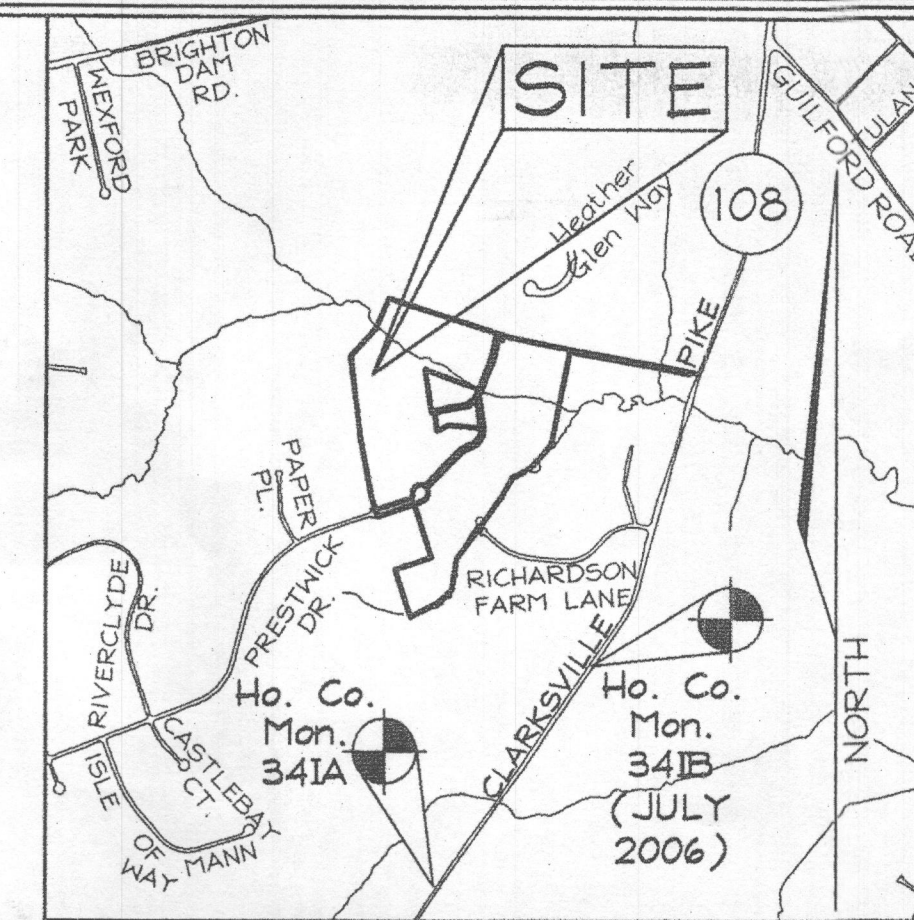 BRIGHTON
DAM
RD.
WEXFORD
PARK
SITE
GUILFORD ROAD
TULAN
108
Heather
Glen Way
PIKE
PAPER
PL.
PRESTWICK
DR.
RICHARDSON
FARM LANE
RIVERCLYDE
DR.
CLARKSVILLE
Ho. Co.
Mon.
34IA
Ho. Co.
Mon.
34IB
(JULY
2006)
NORTH
CASTLEBAY
CT.
ISLE
OF MANN
WAY